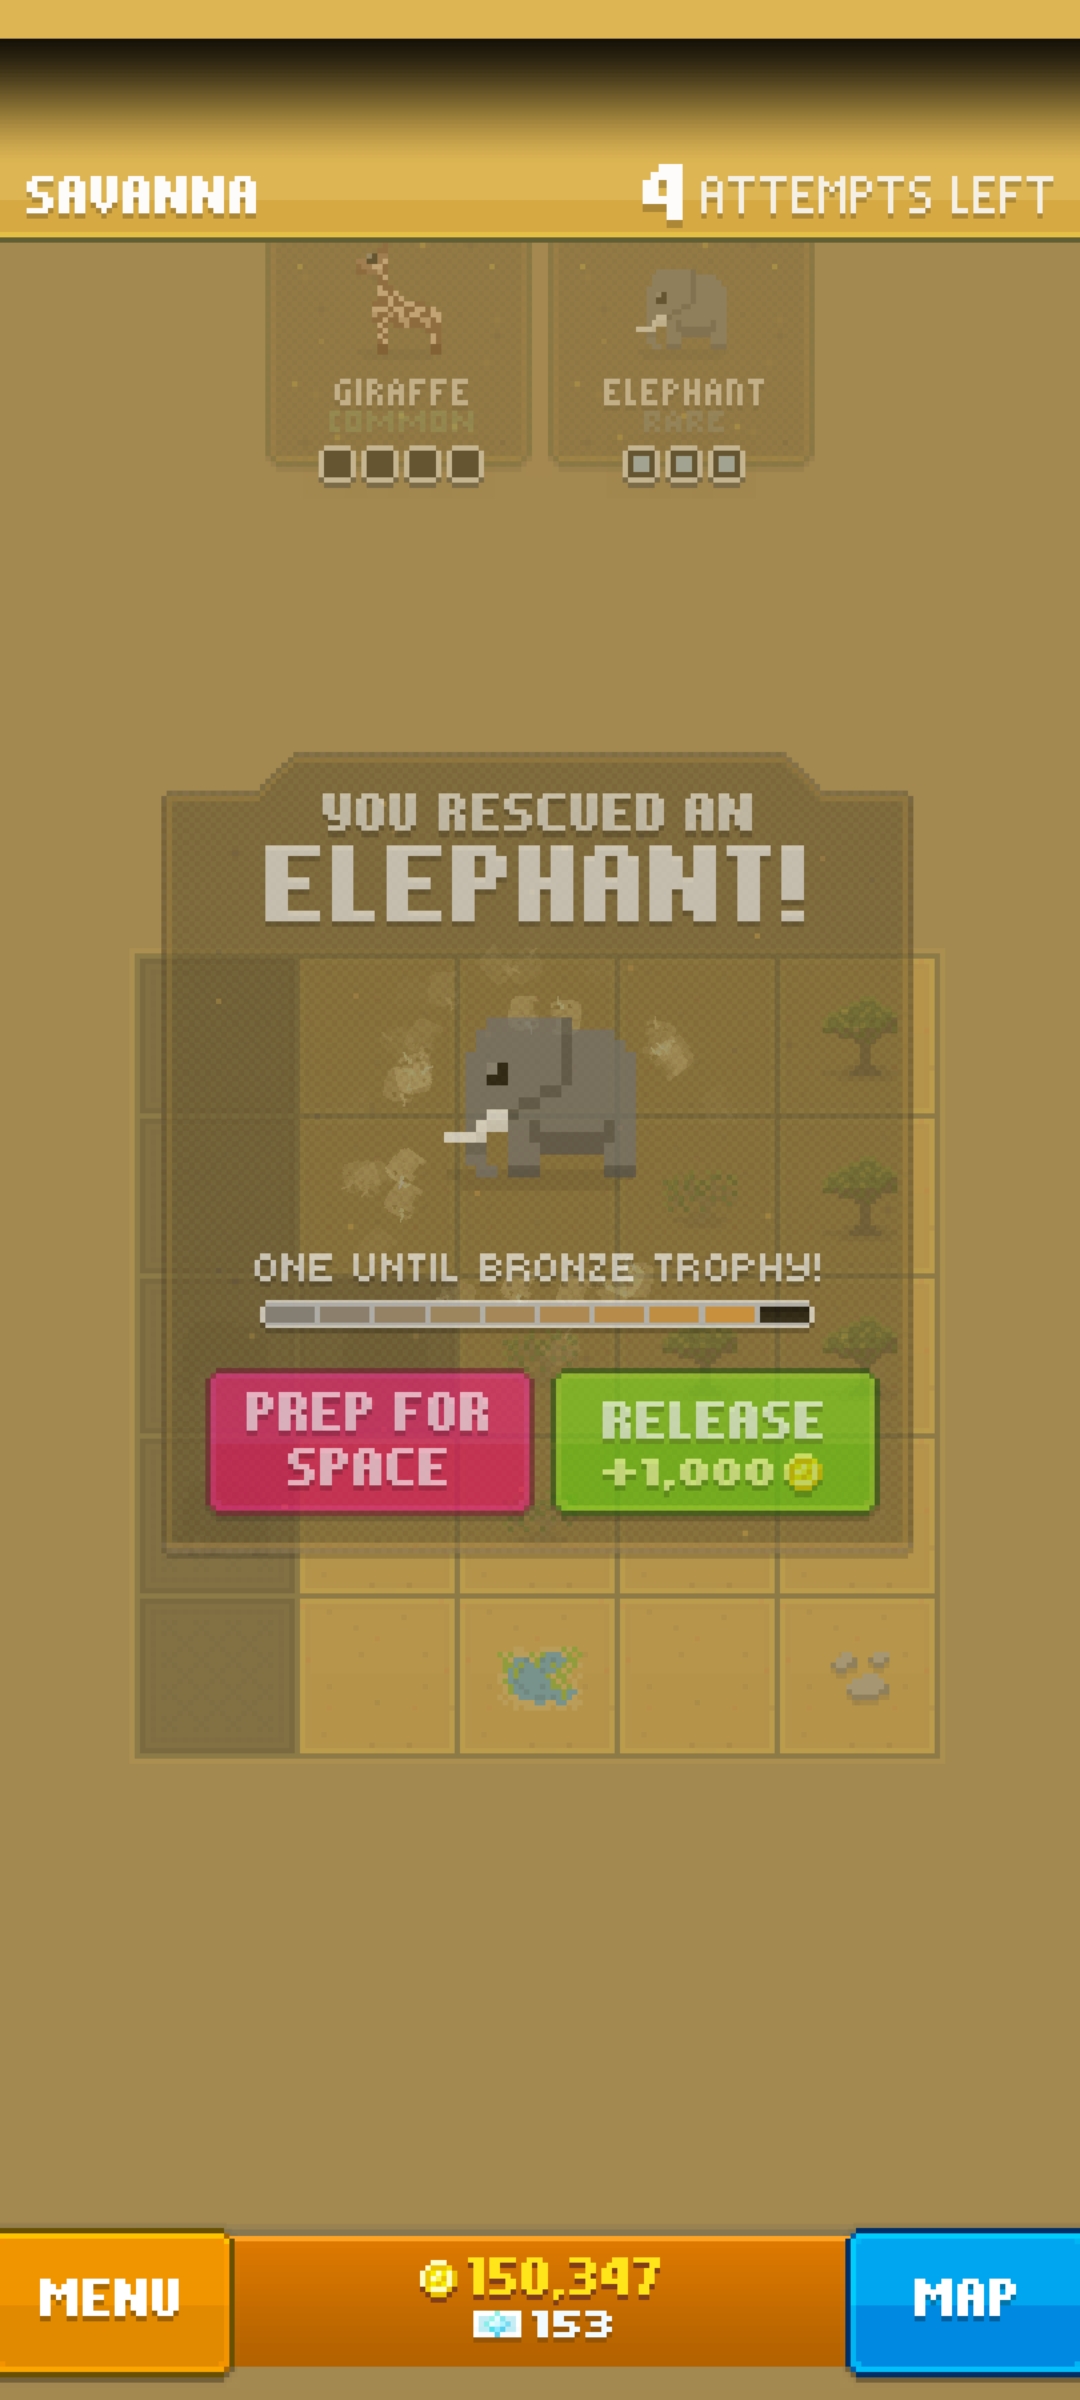 SAVANNA
9 ATTEMPTS LEFT
GIRAFFE
COMMON
ELEPHANT
RARE
YOU RESCUED AN
ELEPHANT!
ONE UNTIL BRONZE TROPHY!
PREP FOR
SPACE
RELEASE
+1,000
MENU
150,347
153
MAP